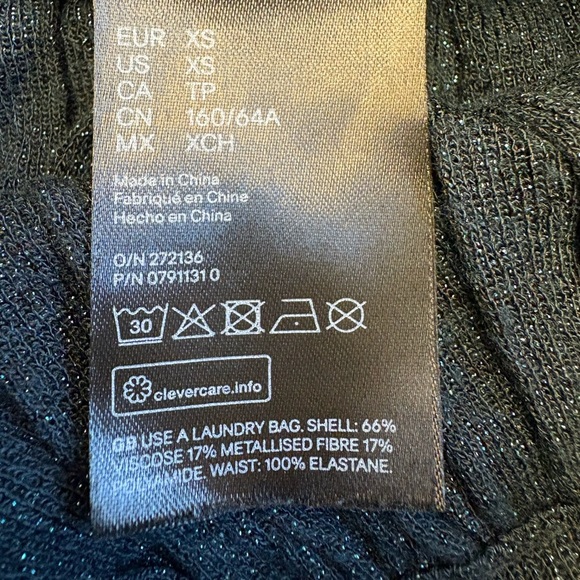 EUR XS
US XS
CA TP
CN 160/64A
MX XCH
Made in China
Fabriqué en Chine
Hecho en China
O/N 272136
P/N 0791131 0
30
clevercare.info
GB USE A LAUNDRY BAG. SHELL: 66%
VISCOSE 17% METALLISED FIBRE 17%
WAIST: 100% ELASTANE.